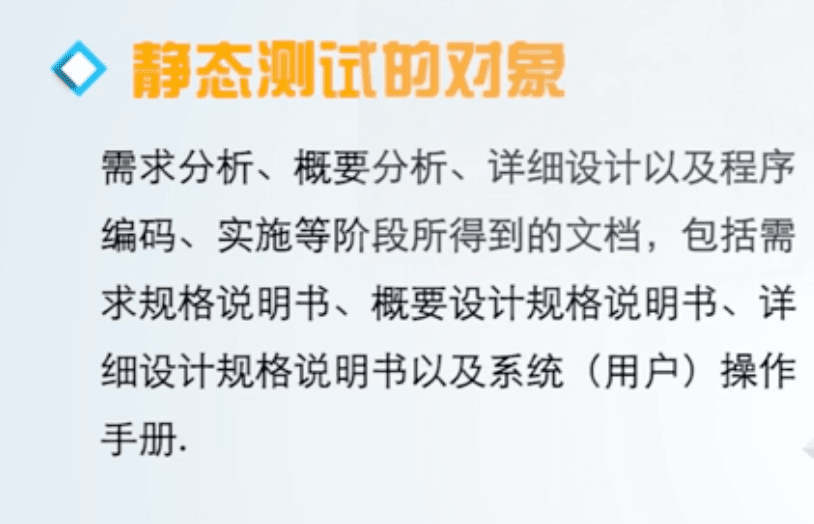 静态测试的对象
需求分析、概要分析、详细设计以及程序
编码、实施等阶段所得到的文档，包括需
求规格说明书、概要设计规格说明书、详
细设计规格说明书以及系统（用户）操作
手册.